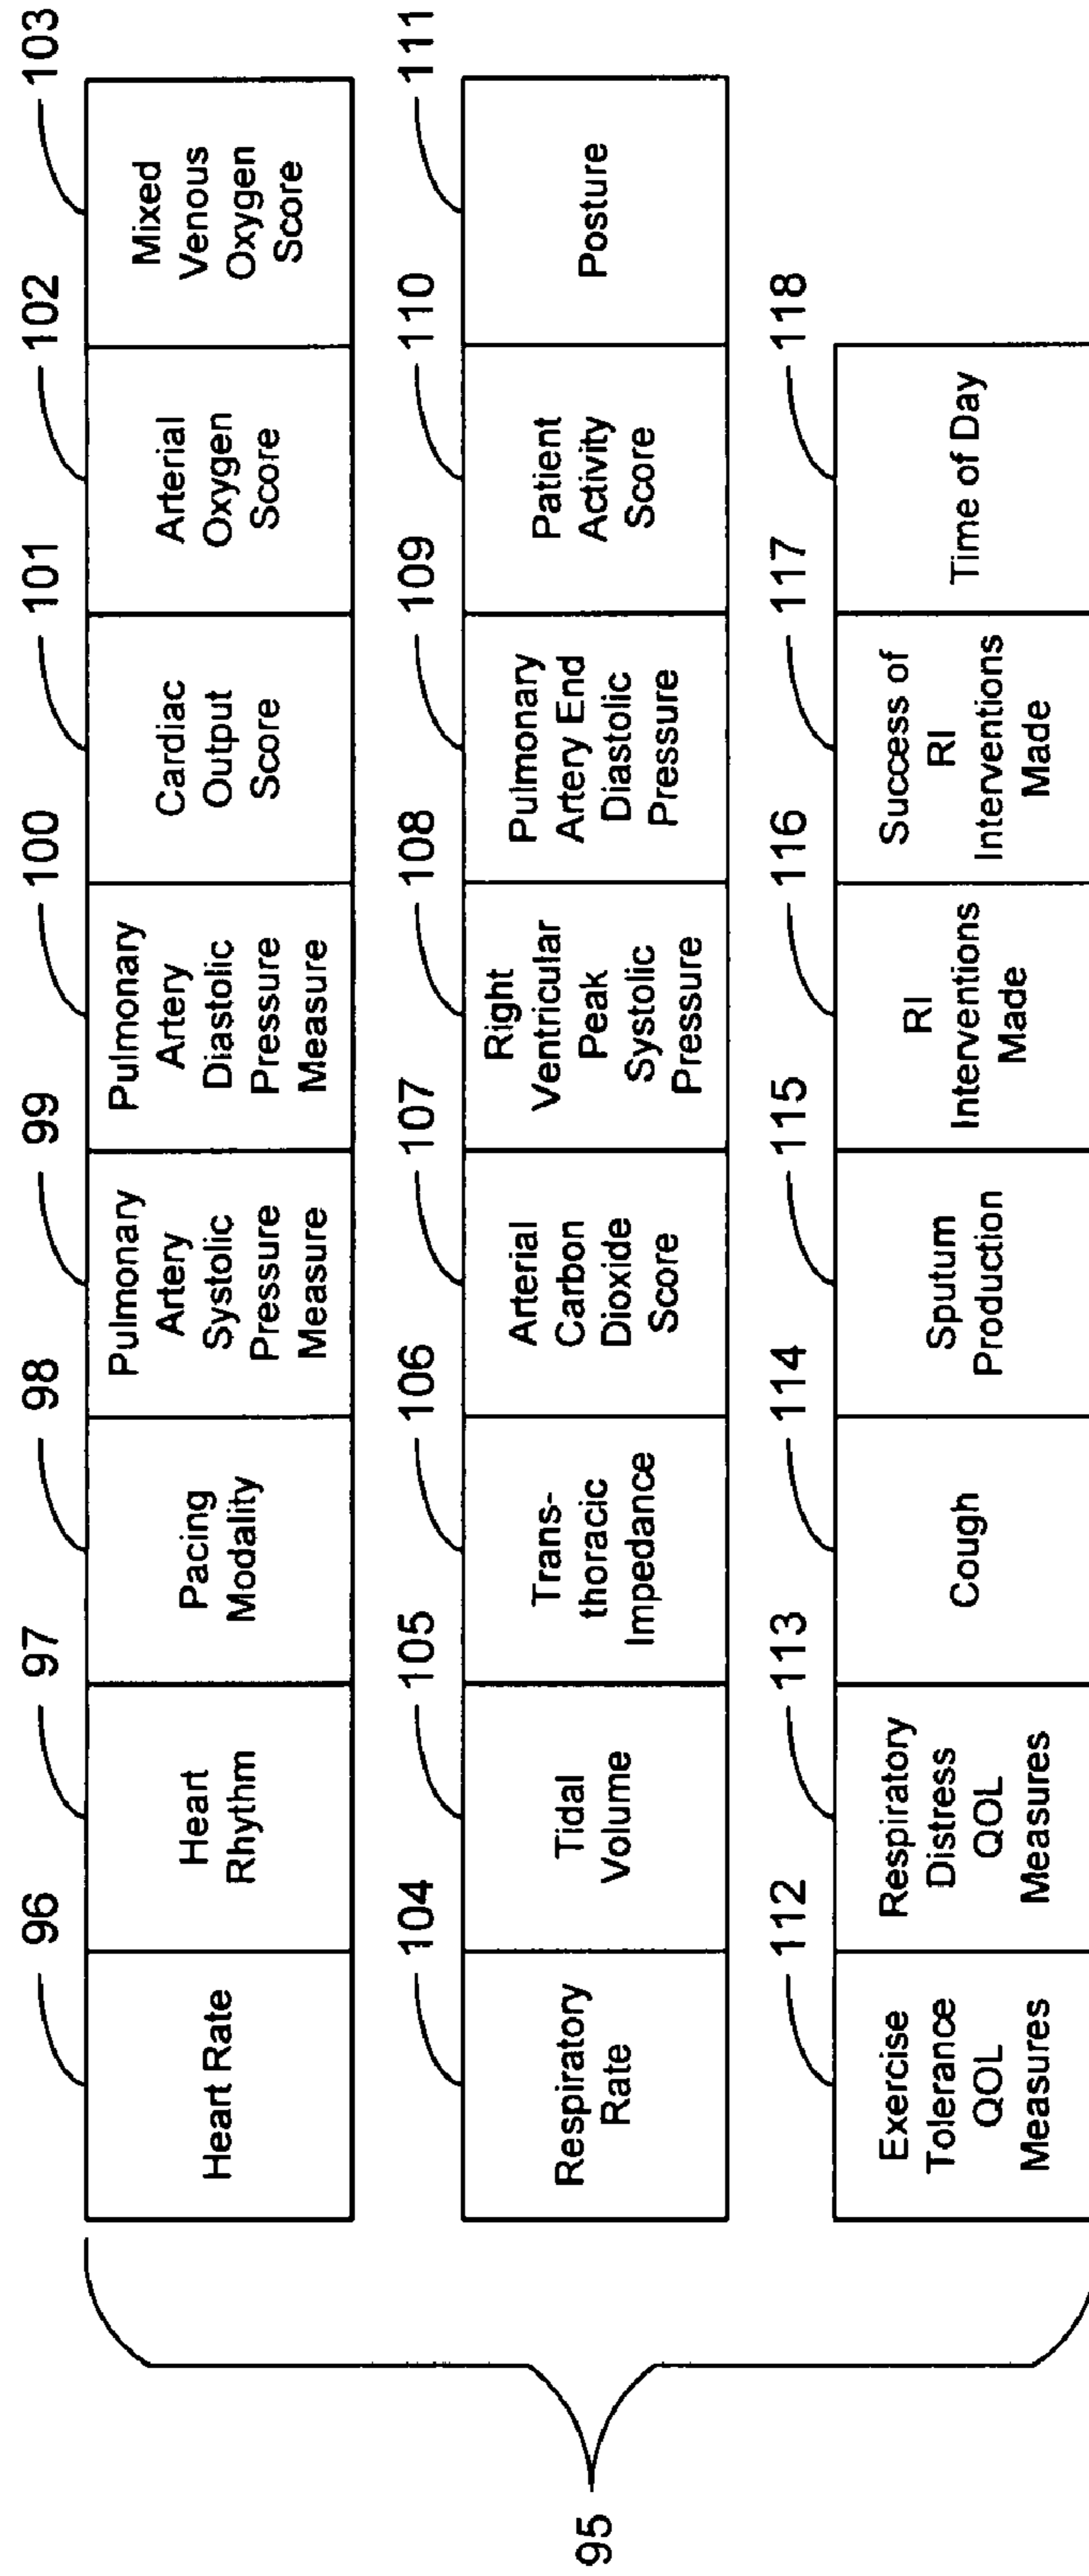 96
97
98
99
100
101
102
103
Heart Rate
Heart
Rhythm
Pacing
Modality
Pulmonary
Artery
Systolic
Pressure
Measure
Pulmonary
Artery
Diastolic
Pressure
Measure
Cardiac
Output
Score
Arterial
Oxygen
Score
Mixed
Venous
Oxygen
Score
104
105
106
107
108
109
110
111
Respiratory
Rate
Tidal
Volume
Trans-
thoracic
Impedance
Arterial
Carbon
Dioxide
Score
Right
Ventricular
Peak
Systolic
Pressure
Pulmonary
Artery End
Diastolic
Pressure
Patient
Activity
Score
Posture
112
113
114
115
116
117
118
Exercise
Tolerance
QOL
Measures
Respiratory
Distress
QOL
Measures
Cough
Sputum
Production
RI
Interventions
Made
Success of
RI
Interventions
Made
Time of Day
95